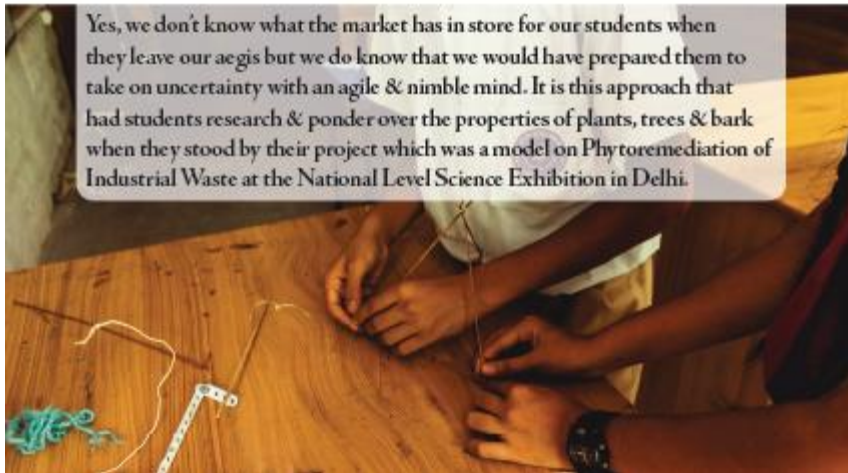 Yes, we don't know what the market has in store for our students when
they leave our aegis but we do know that we would have prepared them to
take on uncertainty with an agile & nimble mind. It is this approach that
had students research & ponder over the properties of plants, trees & bark
when they stood by their project which was a model on Phytoremediation of
Industrial Waste at the National Level Science Exhibition in Delhi.